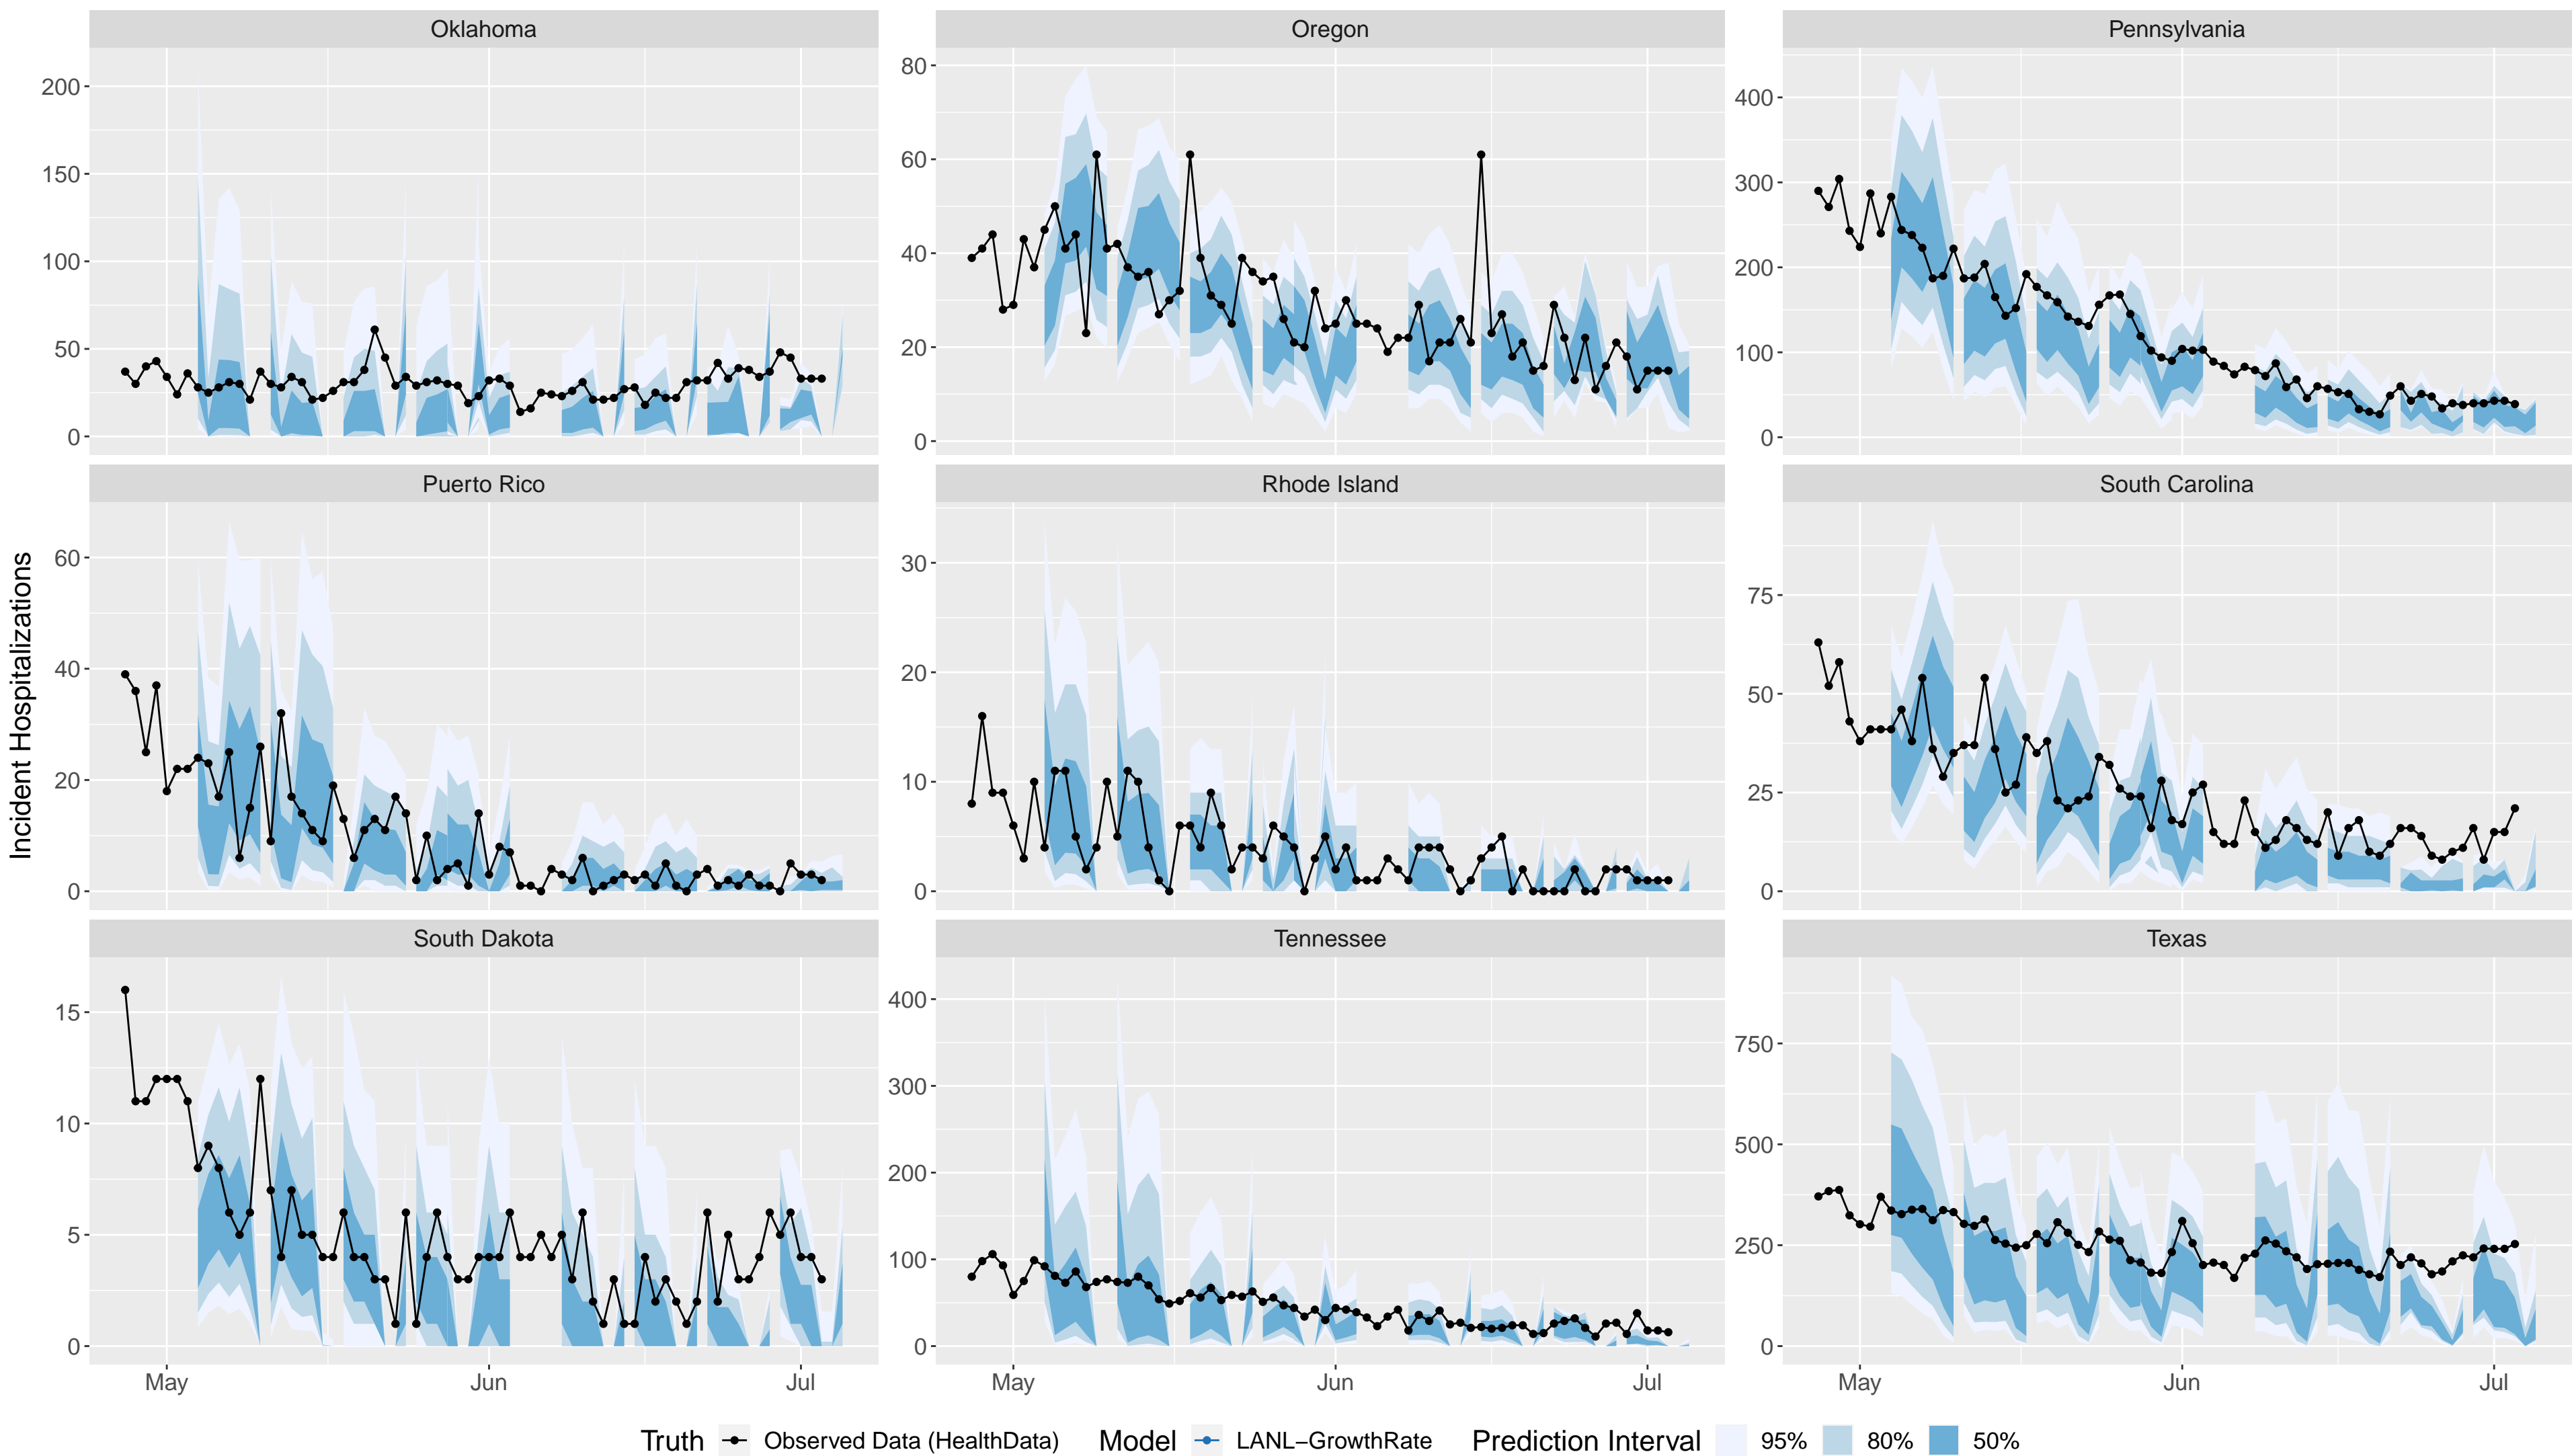 Oklahoma
Oregon
Pennsylvania
200
150
100
50
0
80
60
40
20
0
400
300
200
100
0
Puerto Rico
Rhode Island
South Carolina
Incident Hospitalizations
60
40
20
0
30
20
10
0
75
50
25
0
South Dakota
Tennessee
Texas
15
10
5
0
400
300
200
100
0
750
500
250
0
May Jun Jul
May Jun Jul
May Jun Jul
Truth Observed Data (HealthData) Model LANL−GrowthRate Prediction Interval 95% 80% 50%